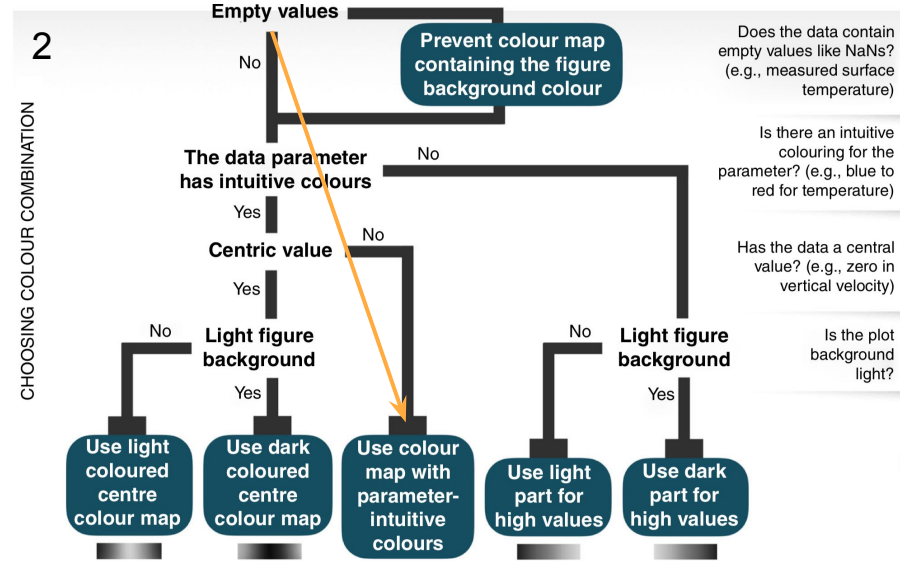 2
CHOOSING COLOUR COMBINATION
Empty values
No
Prevent colour map
containing the figure
background colour
Does the data contain
empty values like NaNs?
(e.g., measured surface
temperature)
The data parameter
has intuitive colours
No
Is there an intuitive
colouring for the
parameter? (e.g., blue to
red for temperature)
Yes
Centric value
No
Has the data a central
value? (e.g., zero in
vertical velocity)
Yes
No
Light figure
background
No
Light figure
background
Is the plot
background
light?
Yes
Yes
Use light
coloured
centre
colour map
Use dark
coloured
centre
colour map
Use colour
map with
parameter-
intuitive
colours
Use light
part for
high values
Use dark
part for
high values